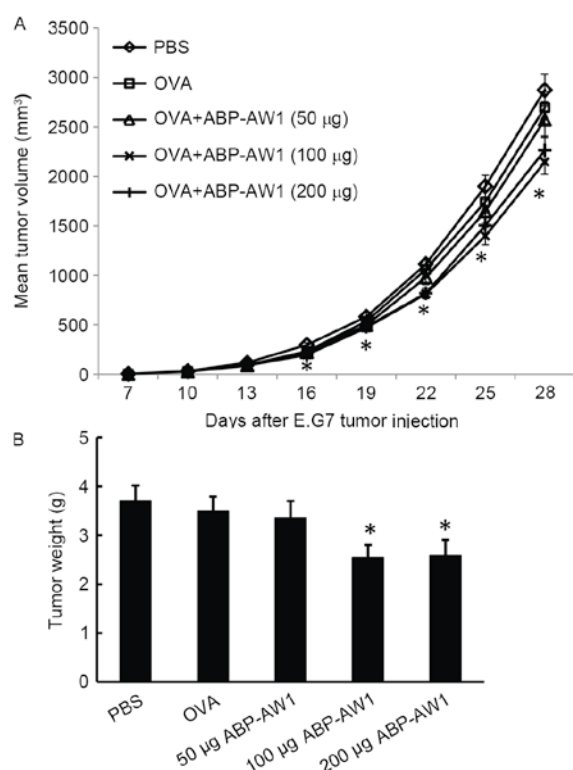 A
PBS
OVA
OVA+ABP-AW1 (50 µg)
OVA+ABP-AW1 (100 µg)
OVA+ABP-AW1 (200 µg)
Mean tumor volume (mm³)
3500
3000
2500
2000
1500
1000
500
0
* * * * *
7 10 13 16 19 22 25 28
Days after E.G7 tumor injection
B
Tumor weight (g)
5
4
3
2
1
0
* *
PBS
OVA
50 µg ABP-AW1
100 µg ABP-AW1
200 µg ABP-AW1